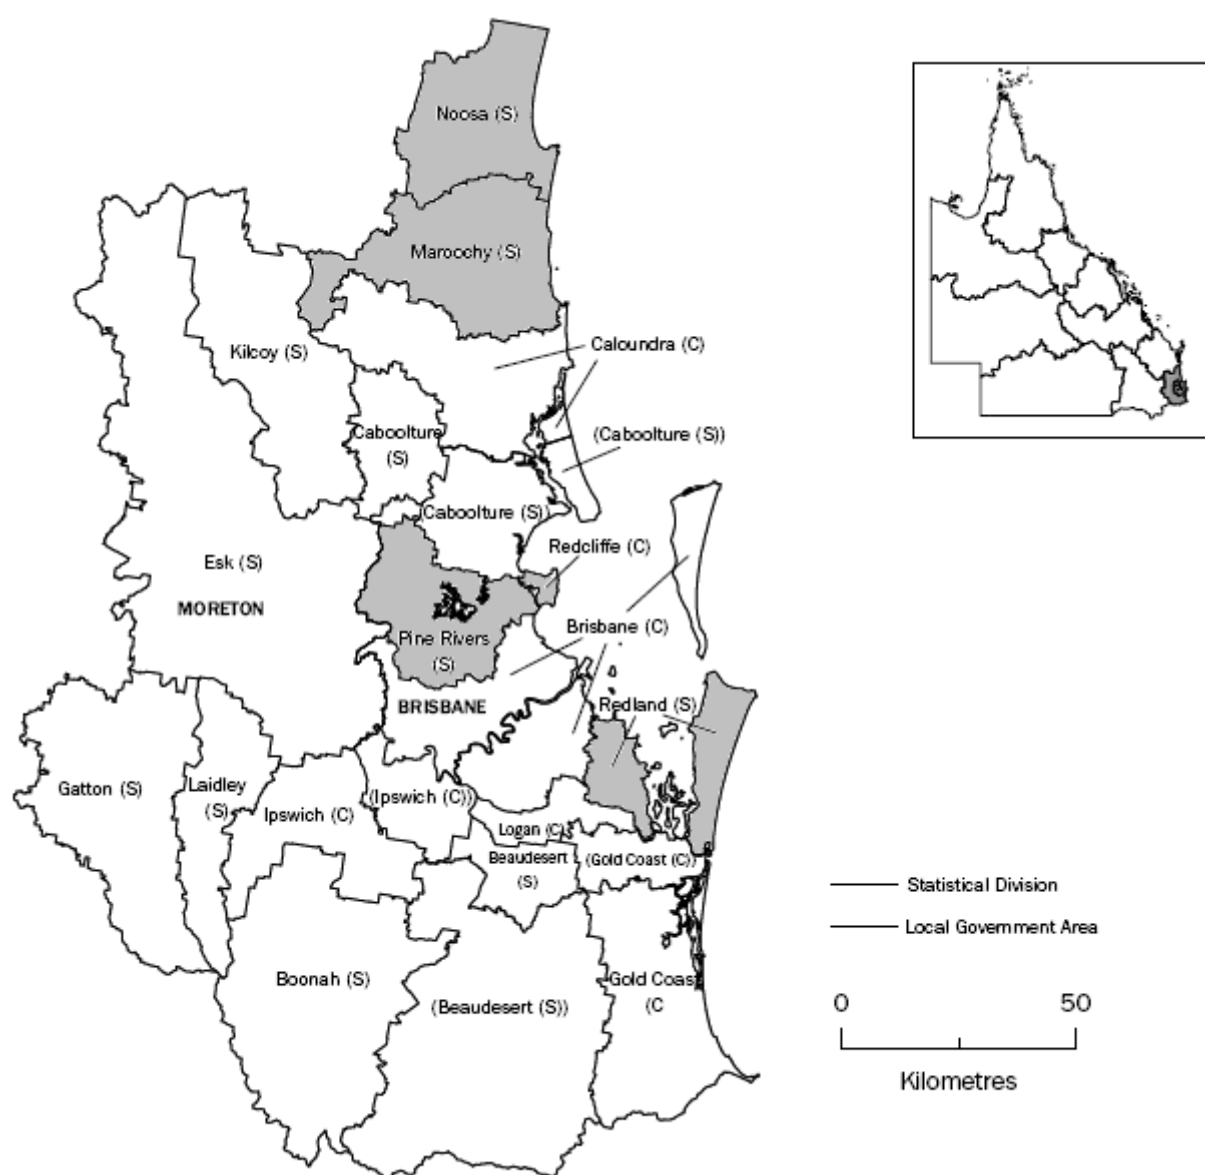 Noosa (S)
Maroochy (S)
Kilcoy (S)
Caloundra (C)
Caboolture
(S)
(Caboolture (S))
Caboolture (S))
Redcliffe (C)
Esk (S)
MORETON
Brisbane (C)
Pine Rivers
(S)
BRISBANE
Redland (S)
Gatton (S)
Laidley
(S)
Ipswich (C)
(Ipswich (C))
Logan (C)
Beaudesert
(S)
(Gold Coast (C))
Boonah (S)
(Beaudesert (S))
Gold Coast
(C
Statistical Division
Local Government Area
0 50
Kilometres